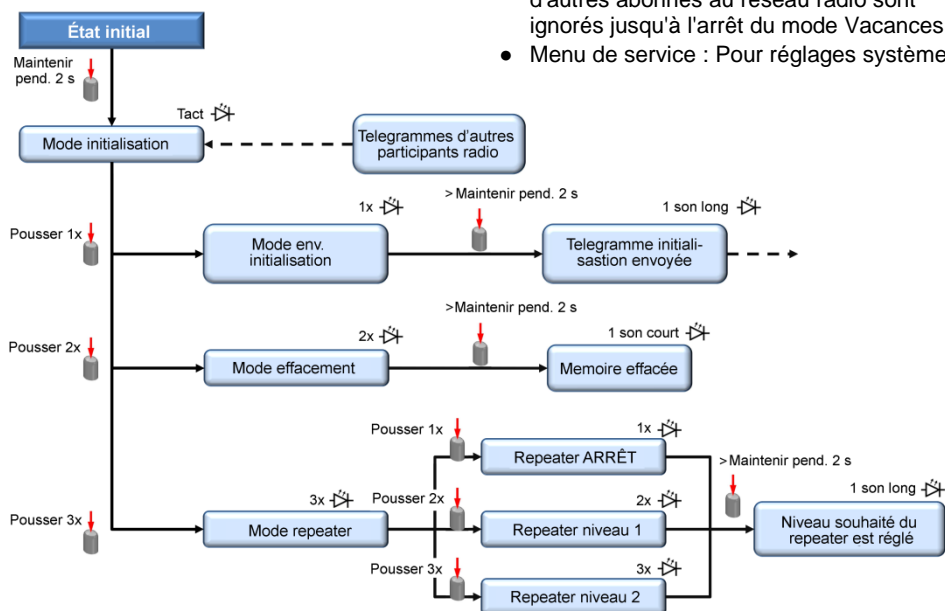 d'autres abonnés au réseau radio sont
ignorés jusqu'à l'arrêt du mode Vacances
● Menu de service : Pour réglages système
État initial
Maintenir
pend. 2 s
Tact
Mode initialisation
Telegrammes d'autres
participants radio
Pousser 1x
1x
Mode env.
initialisation
> Maintenir pend. 2 s
1 son long
Telegramme initiali-
sastion envoyée
Pousser 2x
2x
Mode effacement
>Maintenir pend. 2 s
1 son court
Memoire effacée
Pousser 3x
3x
Mode repeater
Pousser 1x
1x
Repeater ARRÊT
Pousser 2x
2x
Repeater niveau 1
Pousser 3x
3x
Repeater niveau 2
>Maintenir pend. 2 s
1 son long
Niveau souhaité du
repeater est réglé